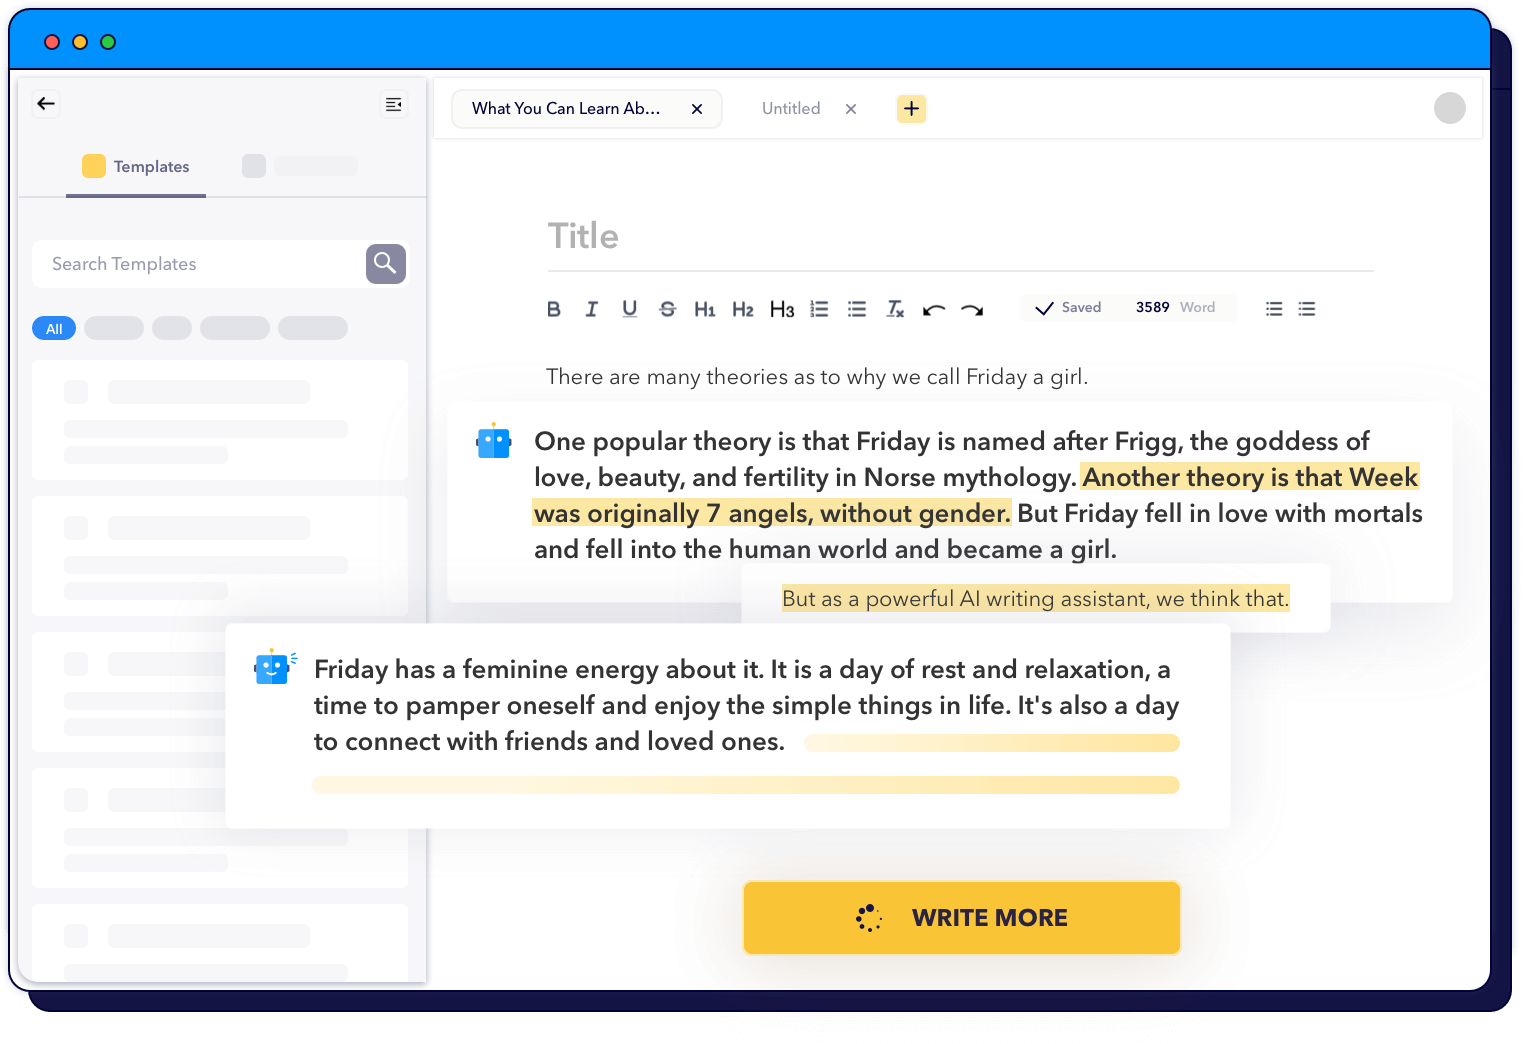 What You Can Learn Ab...
Untitled
Templates
Search Templates
All
Title
B I U S H1 H2 H3
Saved 3589 Word
There are many theories as to why we call Friday a girl.
One popular theory is that Friday is named after Frigg, the goddess of
love, beauty, and fertility in Norse mythology. Another theory is that Week
was originally 7 angels, without gender. But Friday fell in love with mortals
and fell into the human world and became a girl.
But as a powerful AI writing assistant, we think that.
Friday has a feminine energy about it. It is a day of rest and relaxation, a
time to pamper oneself and enjoy the simple things in life. It's also a day
to connect with friends and loved ones.
WRITE MORE